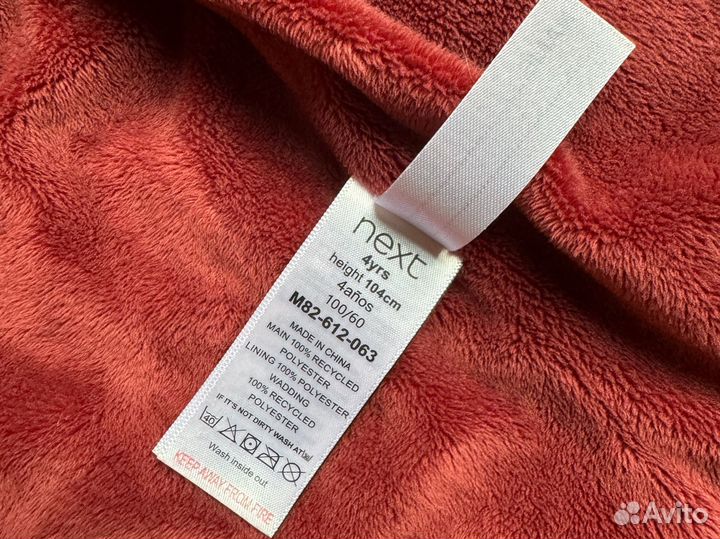 next
4yrs
height 104cm
4años
100/60
M82-612-063
MADE IN CHINA
MAIN 100% RECYCLED
POLYESTER
LINING 100% POLYESTER
WADDING
100% RECYCLED
POLYESTER
IF IT'S NOT DIRTY WASH AT
40
Wash inside out
KEEP AWAY FROM FIRE
Avito